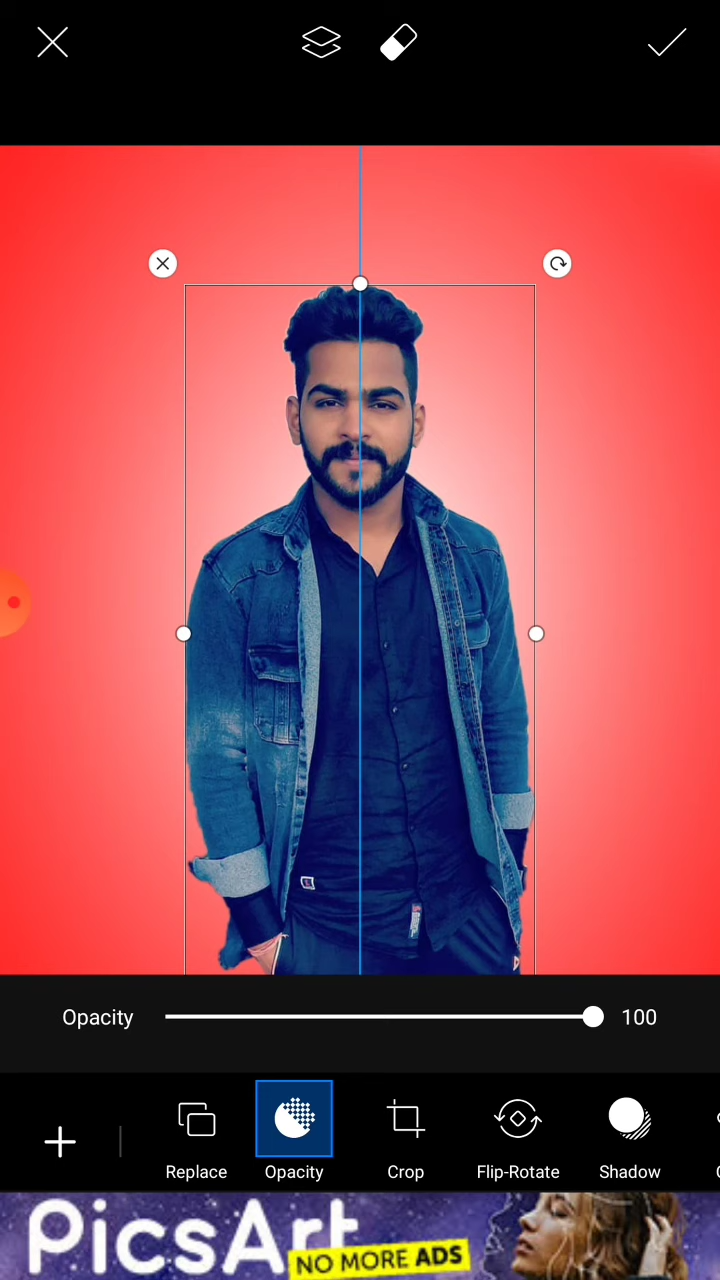 Opacity 100
Replace Opacity Crop Flip-Rotate Shadow
PicsArt
NO MORE ADS